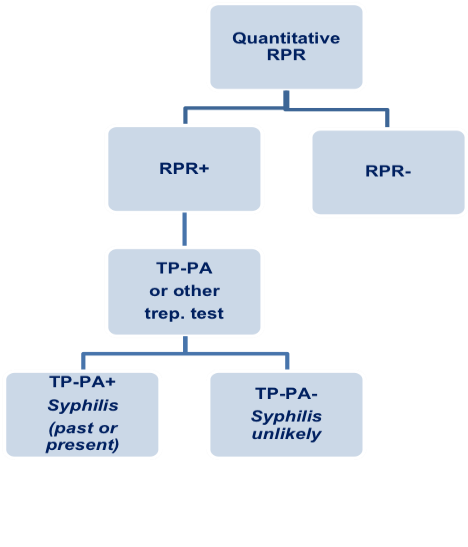 Quantitative
RPR
RPR+
RPR-
TP-PA
or other
trep. test
TP-PA+
Syphilis
(past or
present)
TP-PA-
Syphilis
unlikely